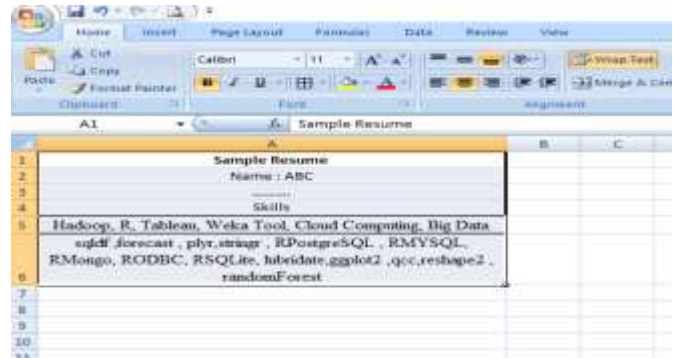 Home Insert Page Layout Formulas Data Review View
Cut
Copy
Format Painter
Paste
Clipboard
Calibri 11 A A
B I U A
Font
Wrap Text
Merge & Cen
Alignment
A1 fx Sample Resume
A B C
1 Sample Resume
2 Name : ABC
3 ..........
4 Skills
5 Hadoop, R, Tableau, Weka Tool, Cloud Computing, Big Data
sqldf ,forecast , plyr,stringr , RPostgreSQL , RMYSQL,
RMongo, RODBC, RSQLite, lubridate,ggplot2 ,qcc,reshape2 ,
6 randomForest
7
8
9
10
11